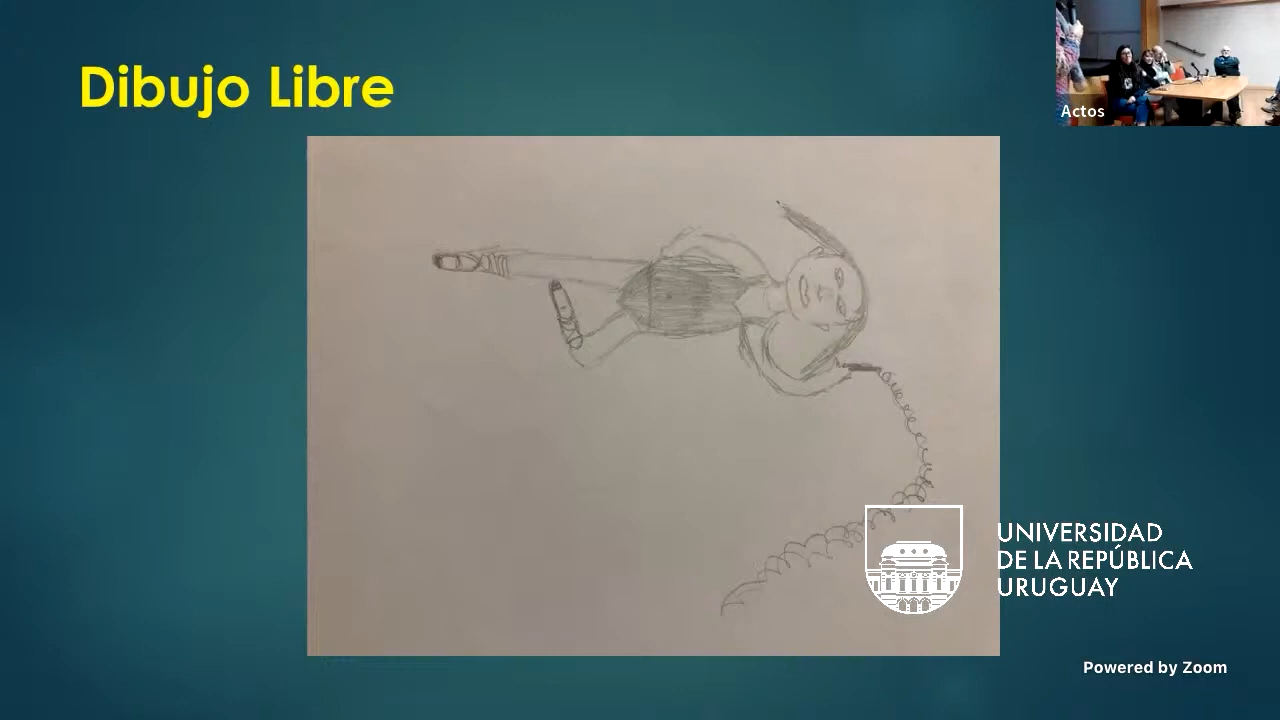 Dibujo Libre
Actos
UNIVERSIDAD
DE LA REPÚBLICA
URUGUAY
Powered by Zoom